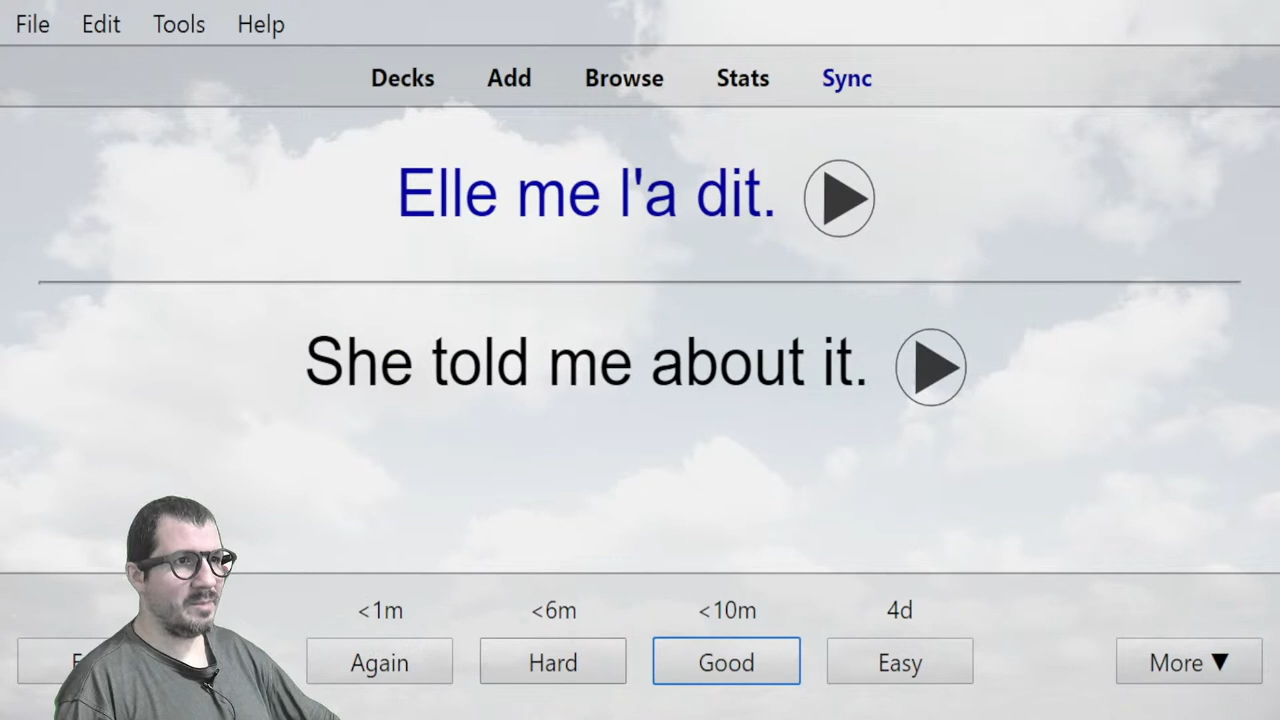 File Edit Tools Help
Decks Add Browse Stats Sync
Elle me l'a dit.
She told me about it.
<1m <6m <10m 4d
Again Hard Good Easy More ▼